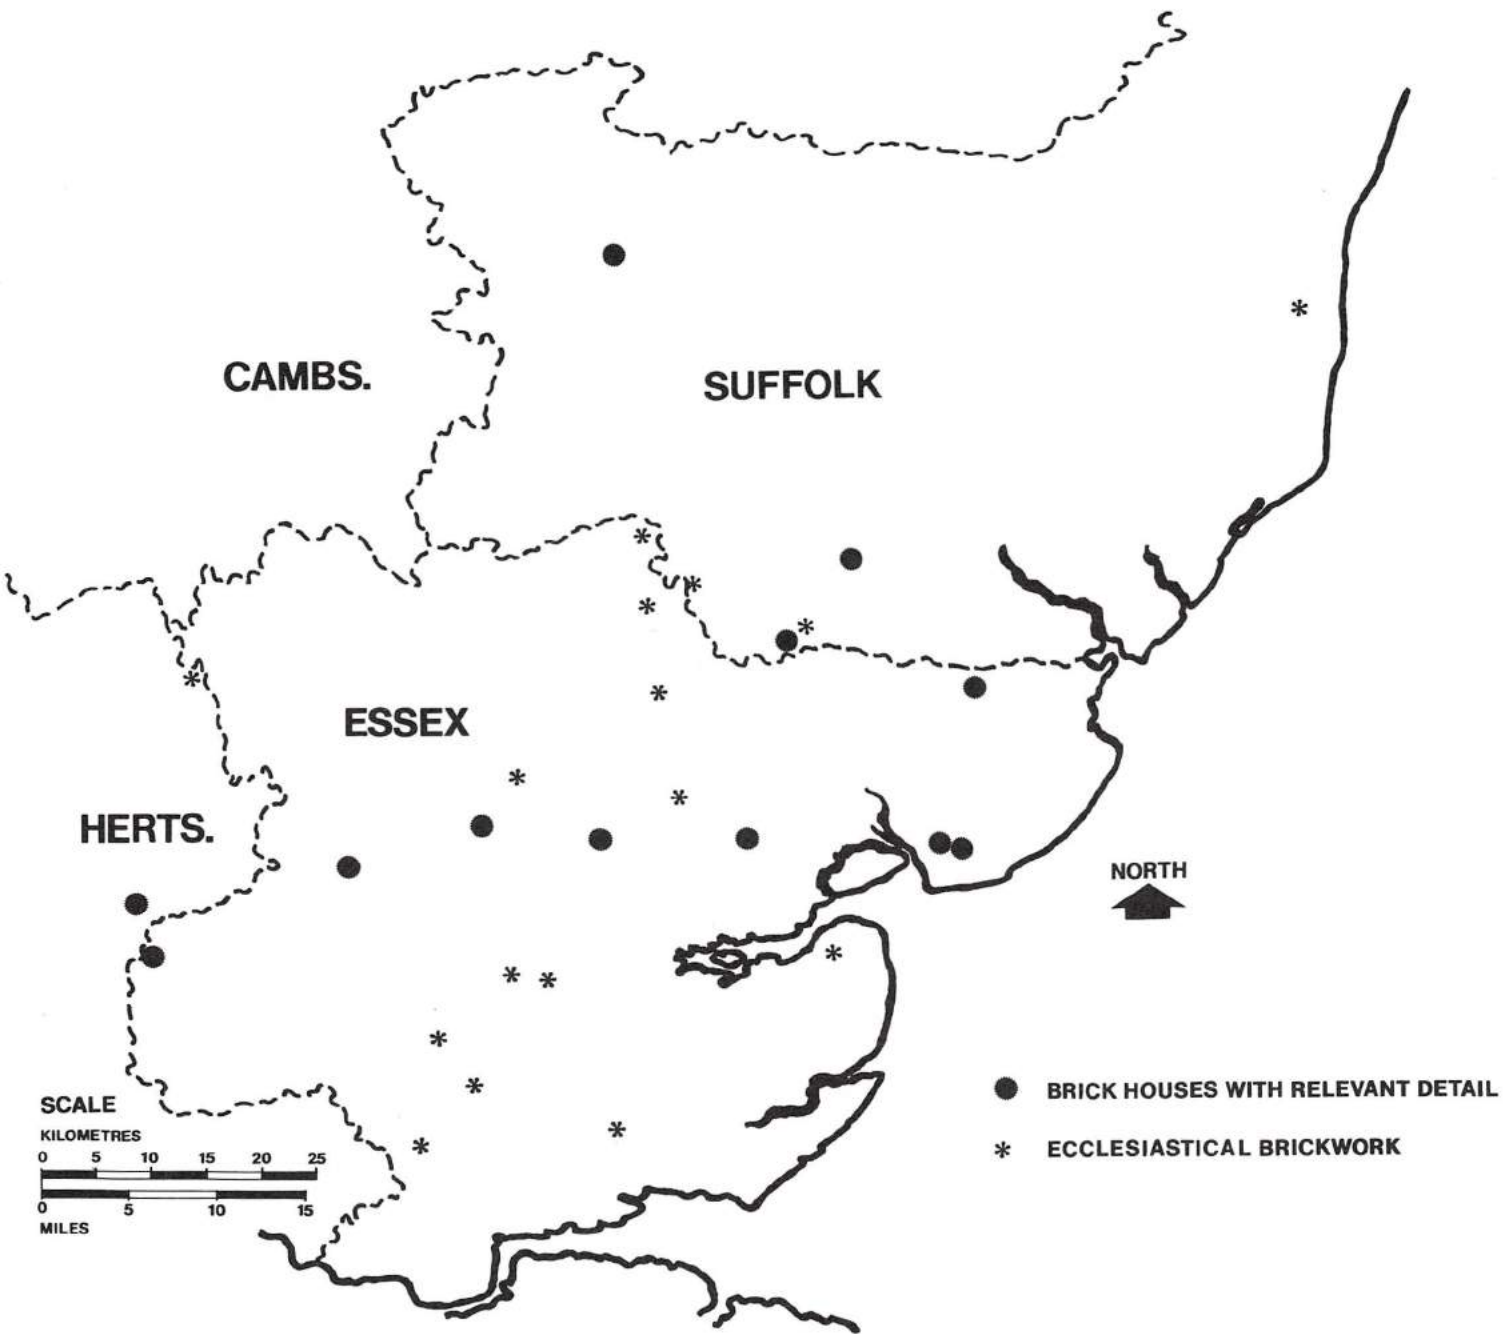 CAMBS.
SUFFOLK
ESSEX
HERTS.
NORTH
BRICK HOUSES WITH RELEVANT DETAIL
ECCLESIASTICAL BRICKWORK
SCALE
KILOMETRES
0 5 10 15 20 25
0 5 10 15
MILES